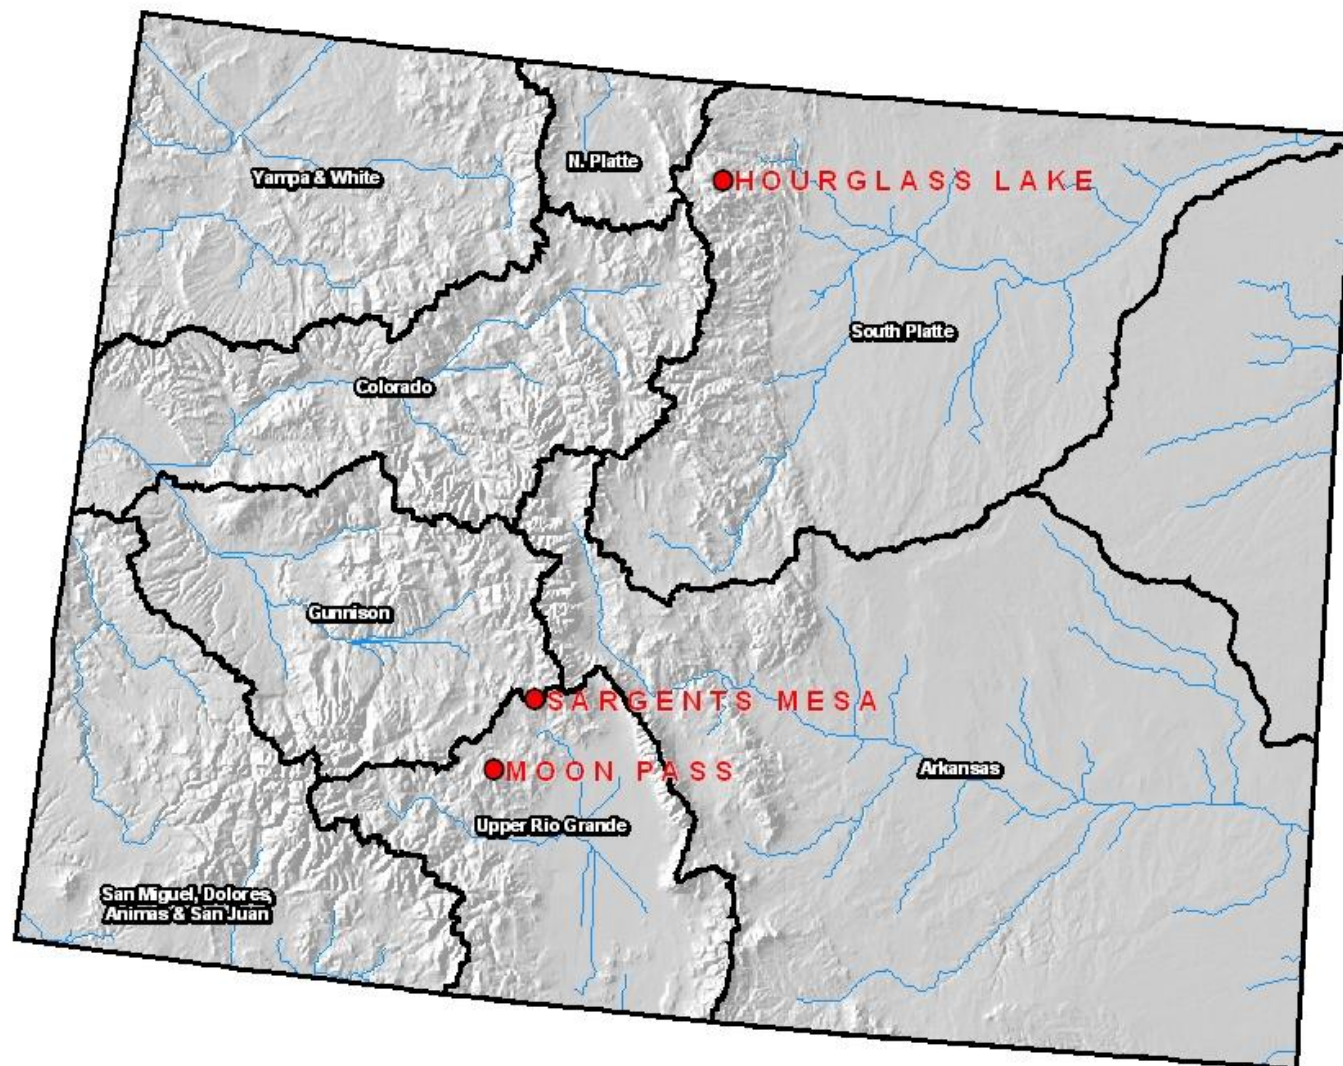 N. Platte
Yampa & White
HOURGLASS LAKE
South Platte
Colorado
Gunnison
SARGENTS MESA
MOON PASS
Arkansas
Upper Rio Grande
San Miguel, Dolores,
Animas & San Juan